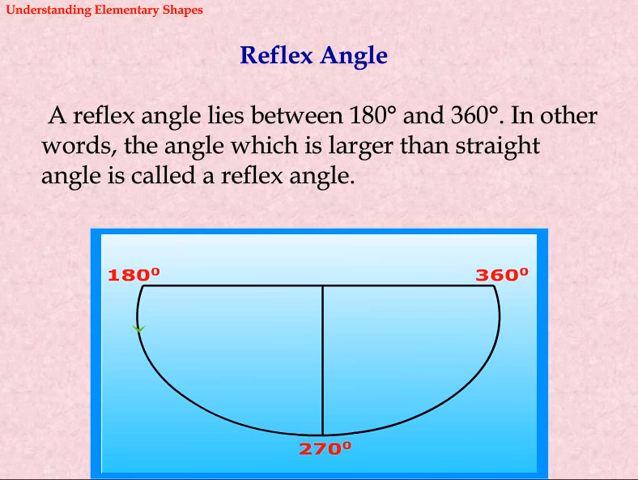 Understanding Elementary Shapes
Reflex Angle
A reflex angle lies between 180° and 360°. In other
words, the angle which is larger than straight
angle is called a reflex angle.
180⁰
360⁰
270⁰